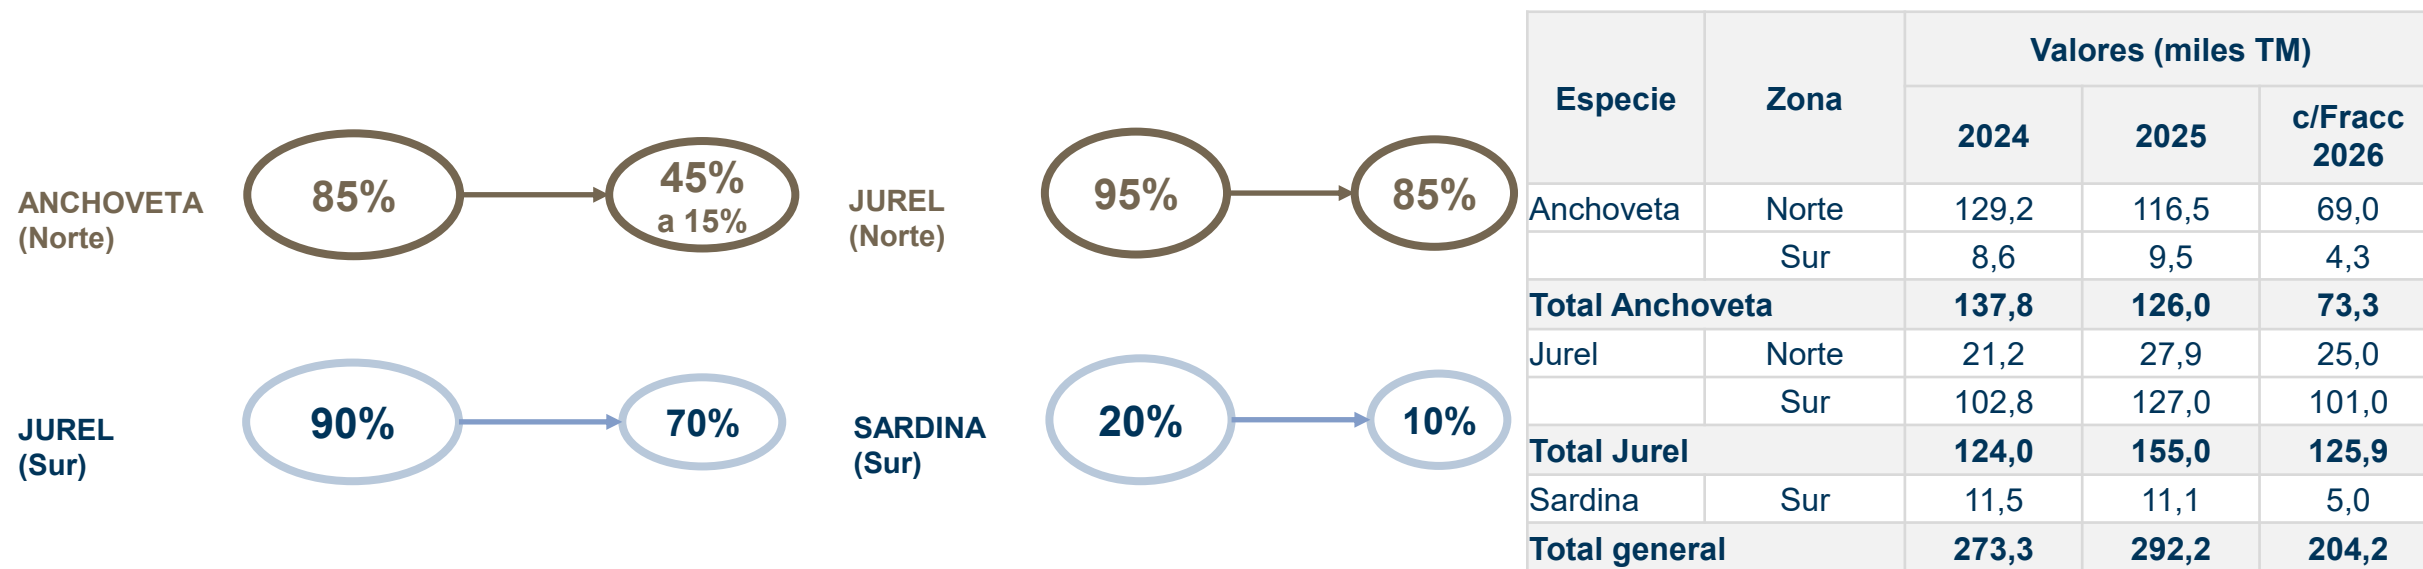 ANCHOVETA
(Norte)
85%
45%
a 15%
JUREL
(Norte)
95%
85%
JUREL
(Sur)
90%
70%
SARDINA
(Sur)
20%
10%
Especie Zona Valores (miles TM)
2024 2025 c/Fracc
2026
Anchoveta Norte 129,2 116,5 69,0
Sur 8,6 9,5 4,3
Total Anchoveta 137,8 126,0 73,3
Jurel Norte 21,2 27,9 25,0
Sur 102,8 127,0 101,0
Total Jurel 124,0 155,0 125,9
Sardina Sur 11,5 11,1 5,0
Total general 273,3 292,2 204,2